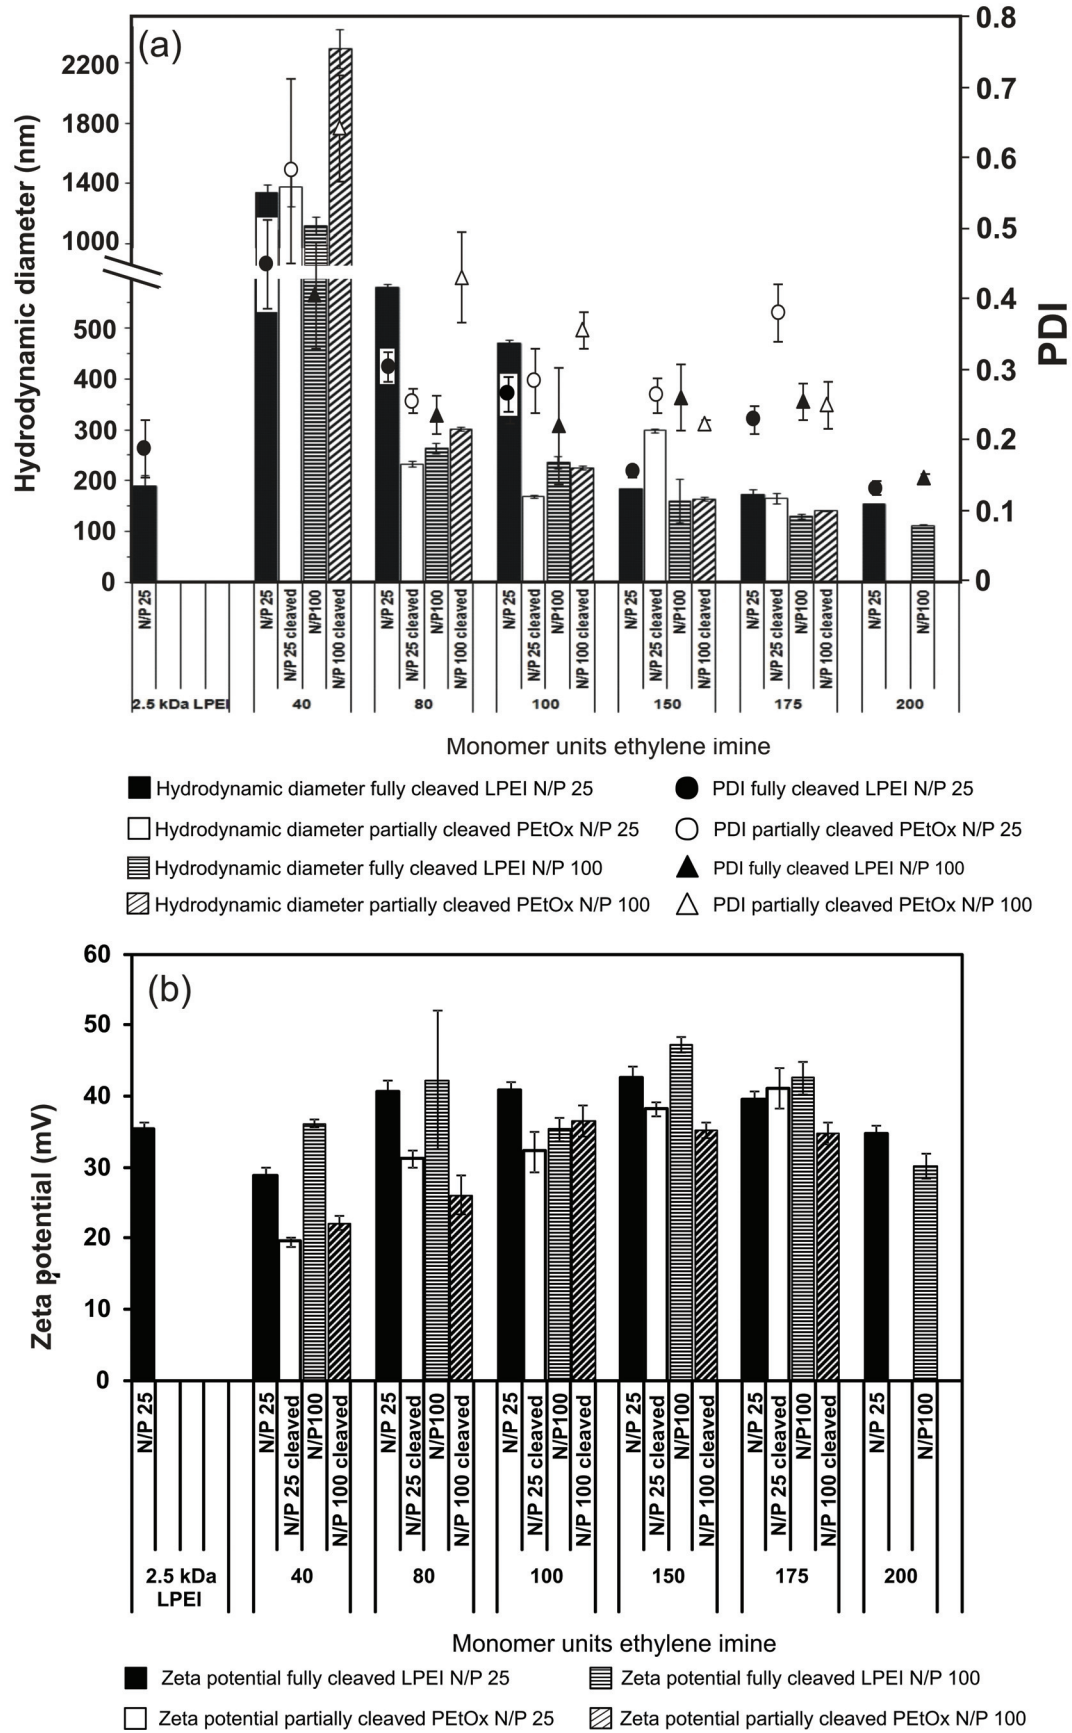 (a)
Hydrodynamic diameter (nm)
2200
1800
1400
1000
500
400
300
200
100
0
0.8
0.7
0.6
0.5
0.4
0.3
0.2
0.1
0
PDI
N/P 25
N/P 25
N/P 25 cleaved
N/P100
N/P 100 cleaved
N/P 25
N/P 25 cleaved
N/P100
N/P 100 cleaved
N/P 25
N/P 25 cleaved
N/P100
N/P 100 cleaved
N/P 25
N/P 25 cleaved
N/P100
N/P 100 cleaved
N/P 25
N/P 25 cleaved
N/P100
N/P 100 cleaved
N/P 25
N/P100
2.5 kDa LPEI 40 80 100 150 175 200
Monomer units ethylene imine
Hydrodynamic diameter fully cleaved LPEI N/P 25
PDI fully cleaved LPEI N/P 25
Hydrodynamic diameter partially cleaved PEtOx N/P 25
PDI partially cleaved PEtOx N/P 25
Hydrodynamic diameter fully cleaved LPEI N/P 100
PDI fully cleaved LPEI N/P 100
Hydrodynamic diameter partially cleaved PEtOx N/P 100
PDI partially cleaved PEtOx N/P 100
(b)
Zeta potential (mV)
60
50
40
30
20
10
0
N/P 25
N/P 25
N/P 25 cleaved
N/P100
N/P 100 cleaved
N/P 25
N/P 25 cleaved
N/P100
N/P 100 cleaved
N/P 25
N/P 25 cleaved
N/P100
N/P 100 cleaved
N/P 25
N/P 25 cleaved
N/P100
N/P 100 cleaved
N/P 25
N/P 25 cleaved
N/P100
N/P 100 cleaved
N/P 25
N/P100
2.5 kDa
LPEI
40 80 100 150 175 200
Monomer units ethylene imine
Zeta potential fully cleaved LPEI N/P 25
Zeta potential fully cleaved LPEI N/P 100
Zeta potential partially cleaved PEtOx N/P 25
Zeta potential partially cleaved PEtOx N/P 100